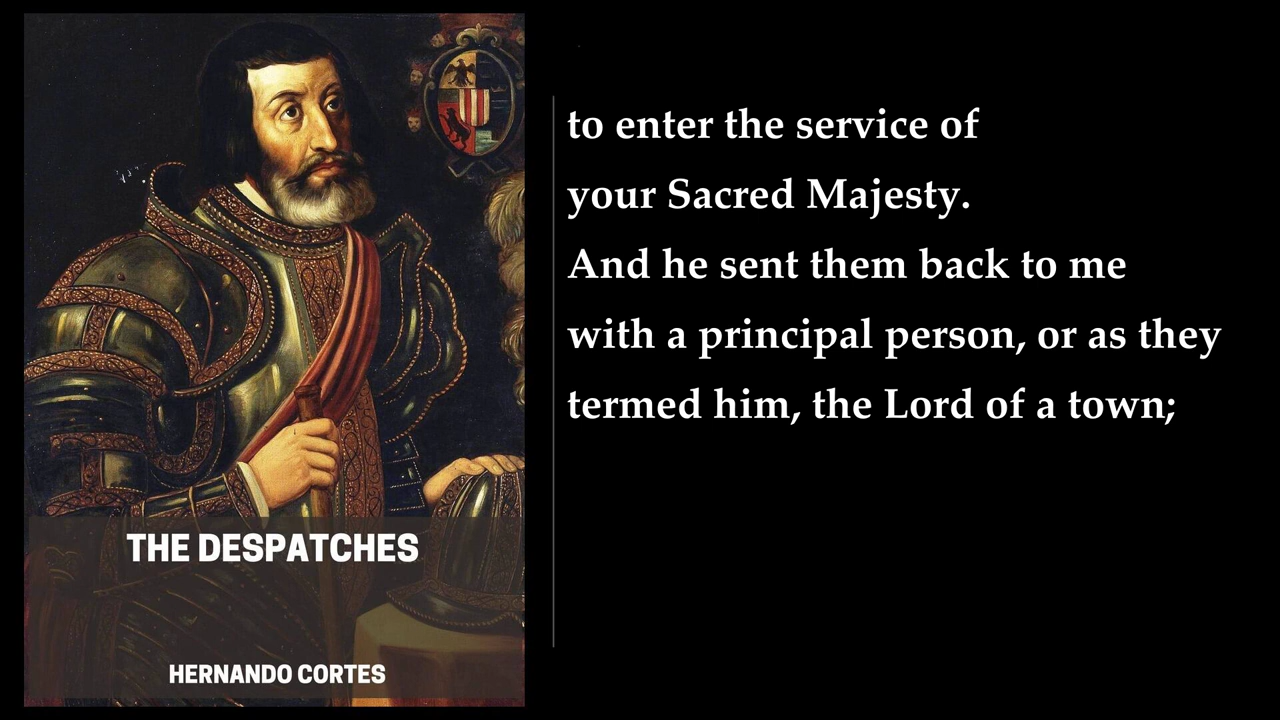 THE DESPATCHES
HERNANDO CORTES
to enter the service of
your Sacred Majesty.
And he sent them back to me
with a principal person, or as they
termed him, the Lord of a town;